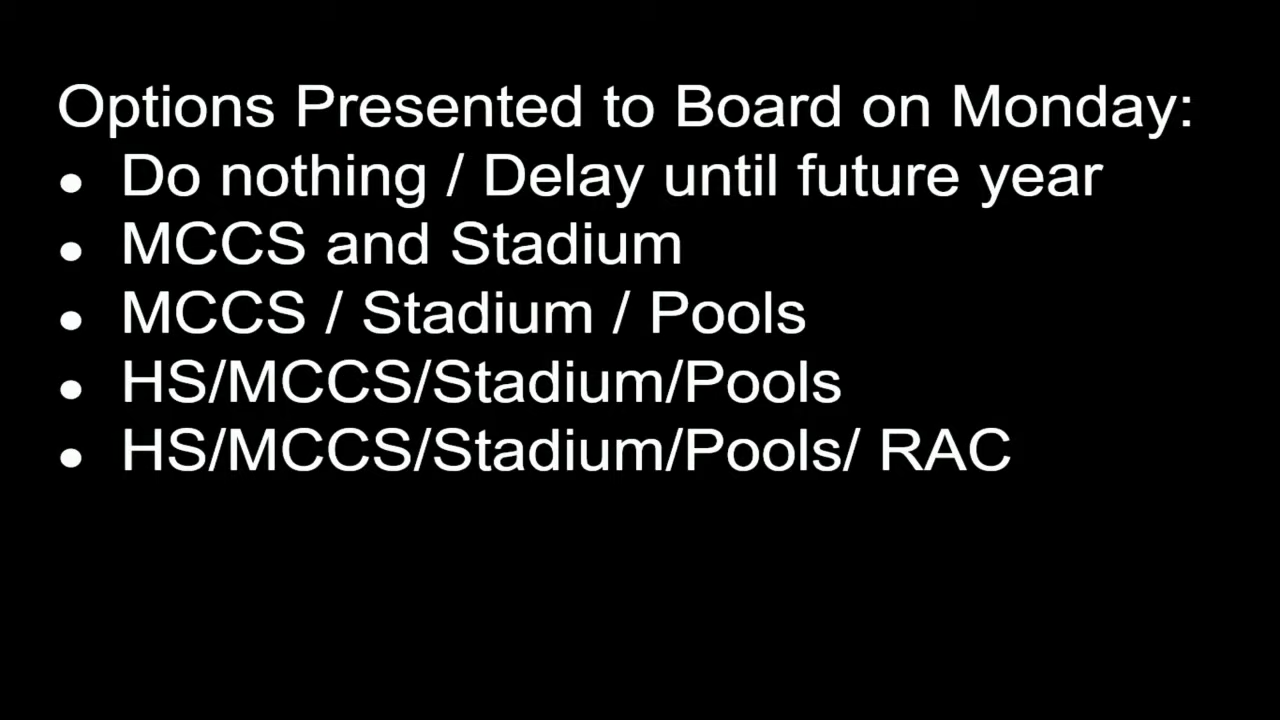 Options Presented to Board on Monday:
● Do nothing / Delay until future year
● MCCS and Stadium
● MCCS / Stadium / Pools
● HS/MCCS/Stadium/Pools
● HS/MCCS/Stadium/Pools/ RAC